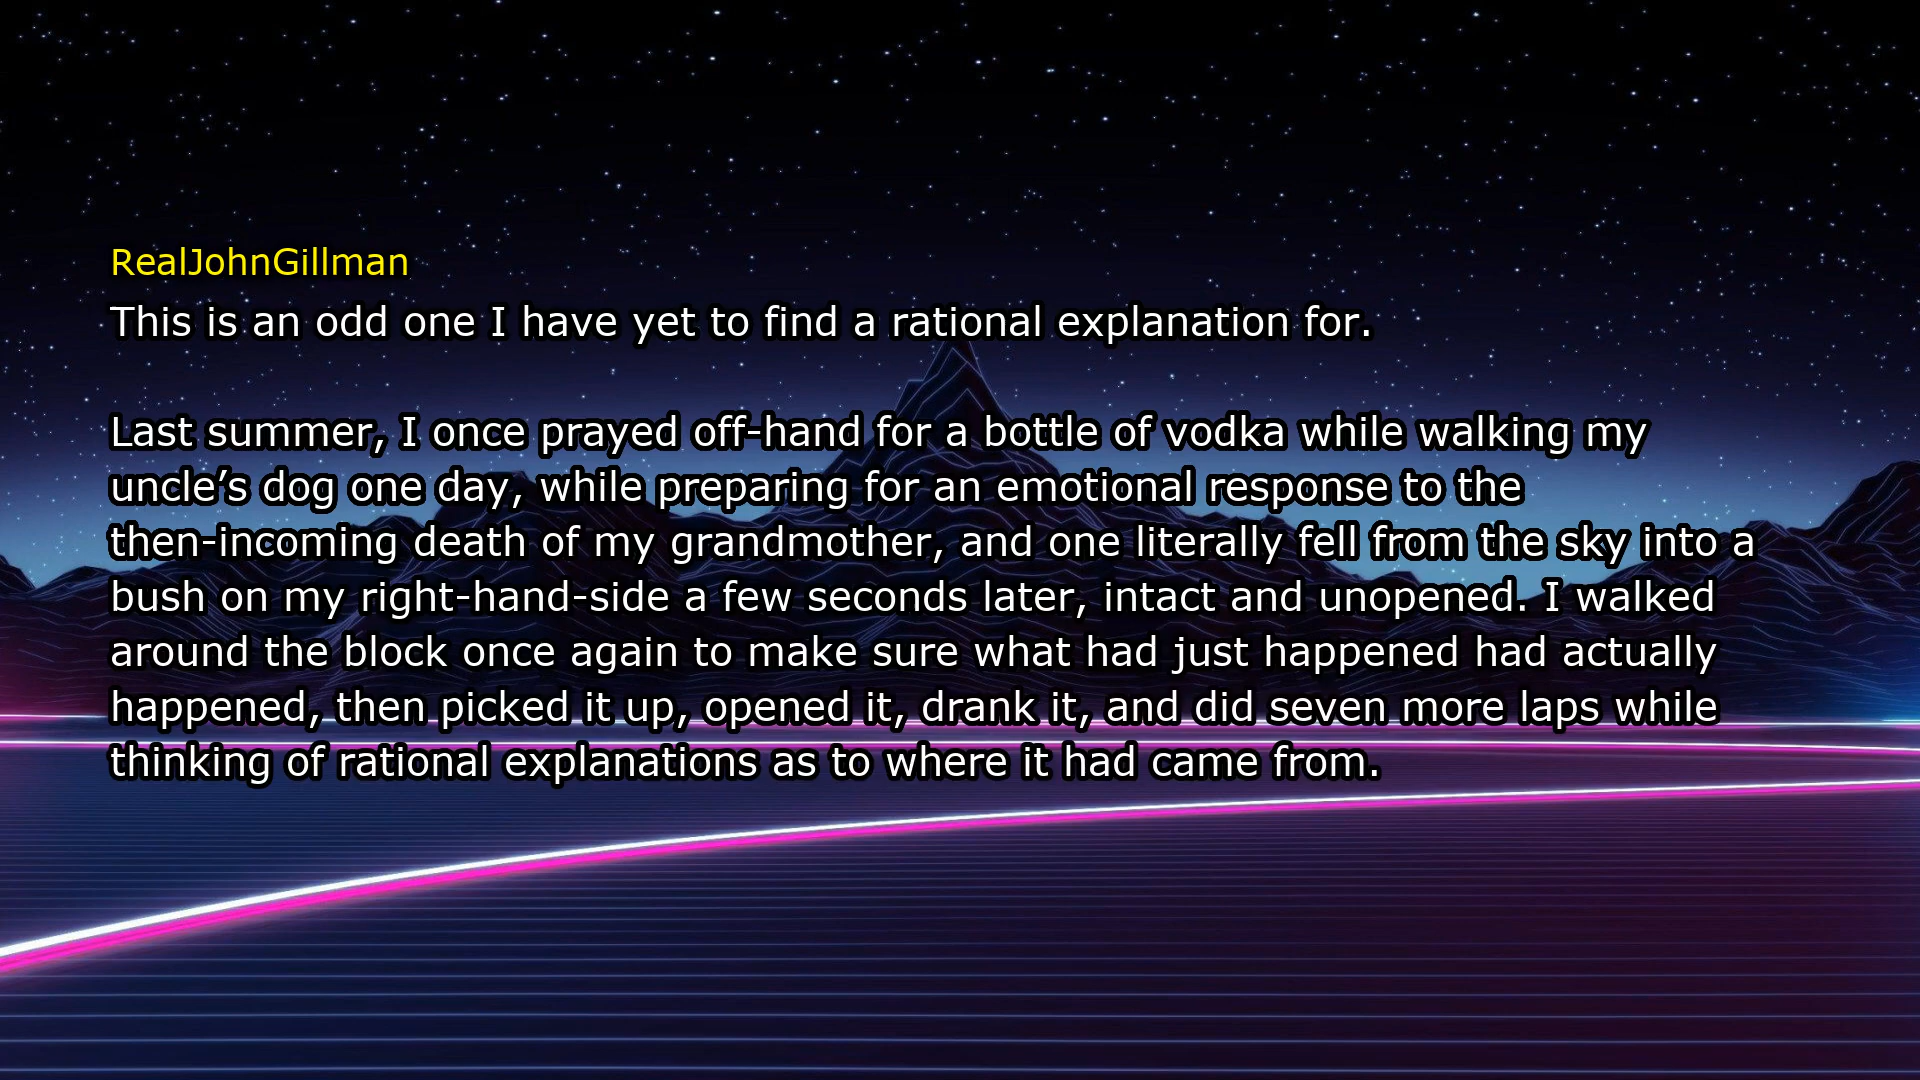 RealJohnGillman
This is an odd one I have yet to find a rational explanation for.
Last summer, I once prayed off-hand for a bottle of vodka while walking my
uncle’s dog one day, while preparing for an emotional response to the
then-incoming death of my grandmother, and one literally fell from the sky into a
bush on my right-hand-side a few seconds later, intact and unopened. I walked
around the block once again to make sure what had just happened had actually
happened, then picked it up, opened it, drank it, and did seven more laps while
thinking of rational explanations as to where it had came from.